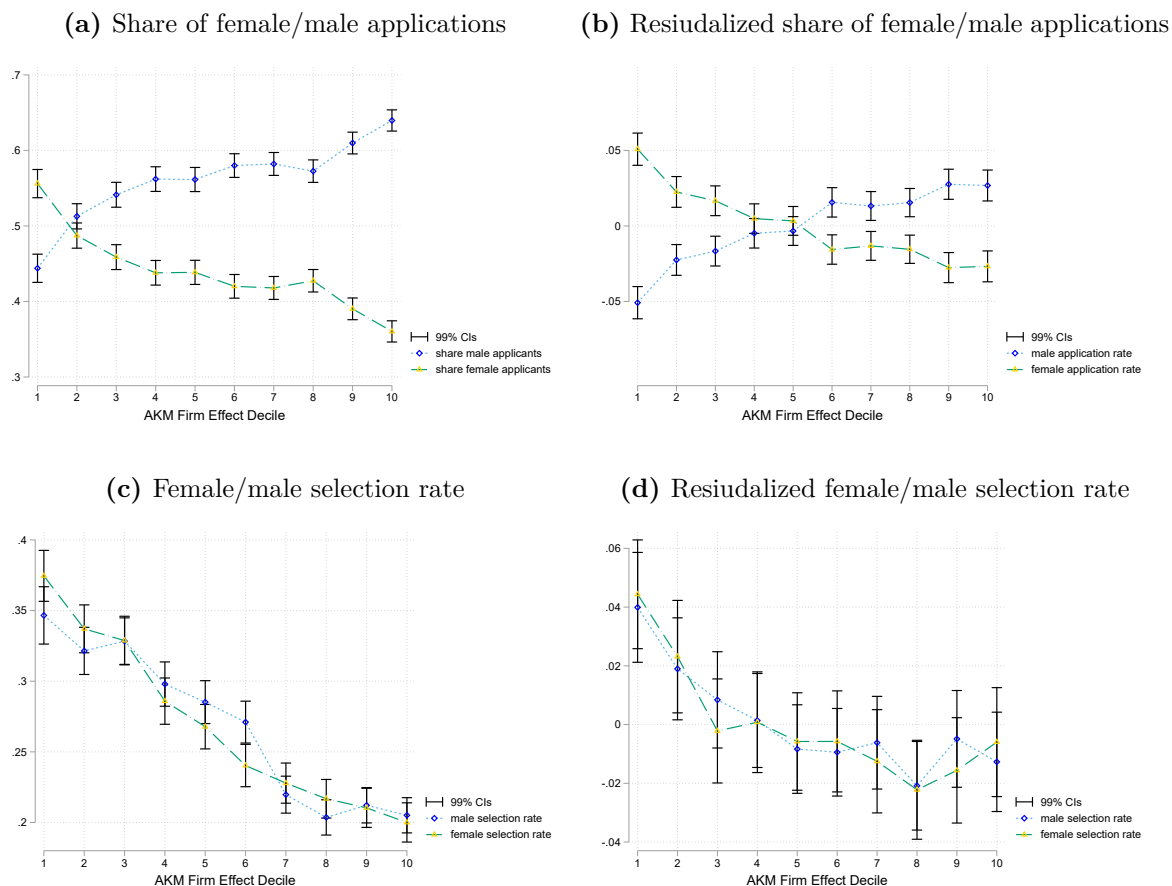 (a) Share of female/male applications
.7
.6
.5
.4
.3
1 2 3 4 5 6 7 8 9 10
AKM Firm Effect Decile
99% CIs
share male applicants
share female applicants
(b) Resiudalized share of female/male applications
.05
0
-.05
1 2 3 4 5 6 7 8 9 10
AKM Firm Effect Decile
99% CIs
male application rate
female application rate
(c) Female/male selection rate
.4
.35
.3
.25
.2
1 2 3 4 5 6 7 8 9 10
AKM Firm Effect Decile
99% CIs
male selection rate
female selection rate
(d) Resiudalized female/male selection rate
.06
.04
.02
0
-.02
-.04
1 2 3 4 5 6 7 8 9 10
AKM Firm Effect Decile
99% CIs
male selection rate
female selection rate